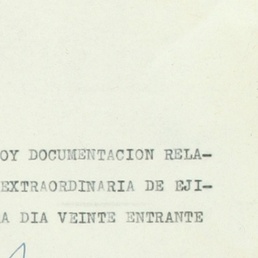 OY DOCUMENTACION RELA-
EXTRAORDINARIA DE EJI-
A DIA VEINTE ENTRANTE